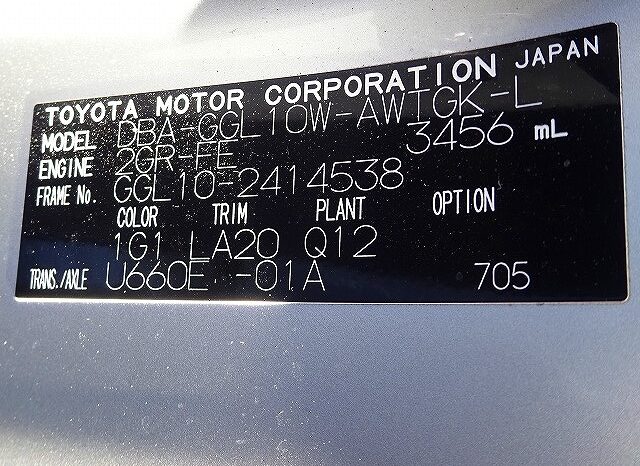 TOYOTA MOTOR CORPORATION JAPAN
MODEL DBA-GGL10W-AWTGK-L
ENGINE 2GR-FE 3456 mL
FRAME No. GGL10-2414538
COLOR TRIM PLANT OPTION
1G1 LA20 Q12
TRANS./AXLE U660E -01A 705